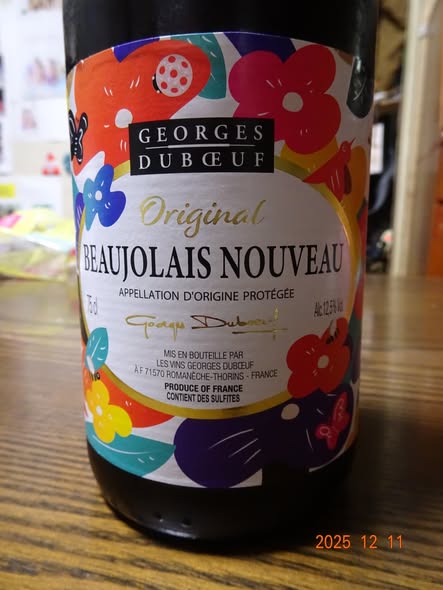 GEORGES
DUBŒUF
Original
BEAUJOLAIS NOUVEAU
75 cl
APPELLATION D'ORIGINE PROTÉGÉE
Alc.12,5% Vol.
Georges Dubœuf
MIS EN BOUTEILLE PAR
LES VINS GEORGES DUBŒUF
À F 71570 ROMANÈCHE-THORINS - FRANCE
PRODUCE OF FRANCE
CONTIENT DES SULFITES
2025 12 11